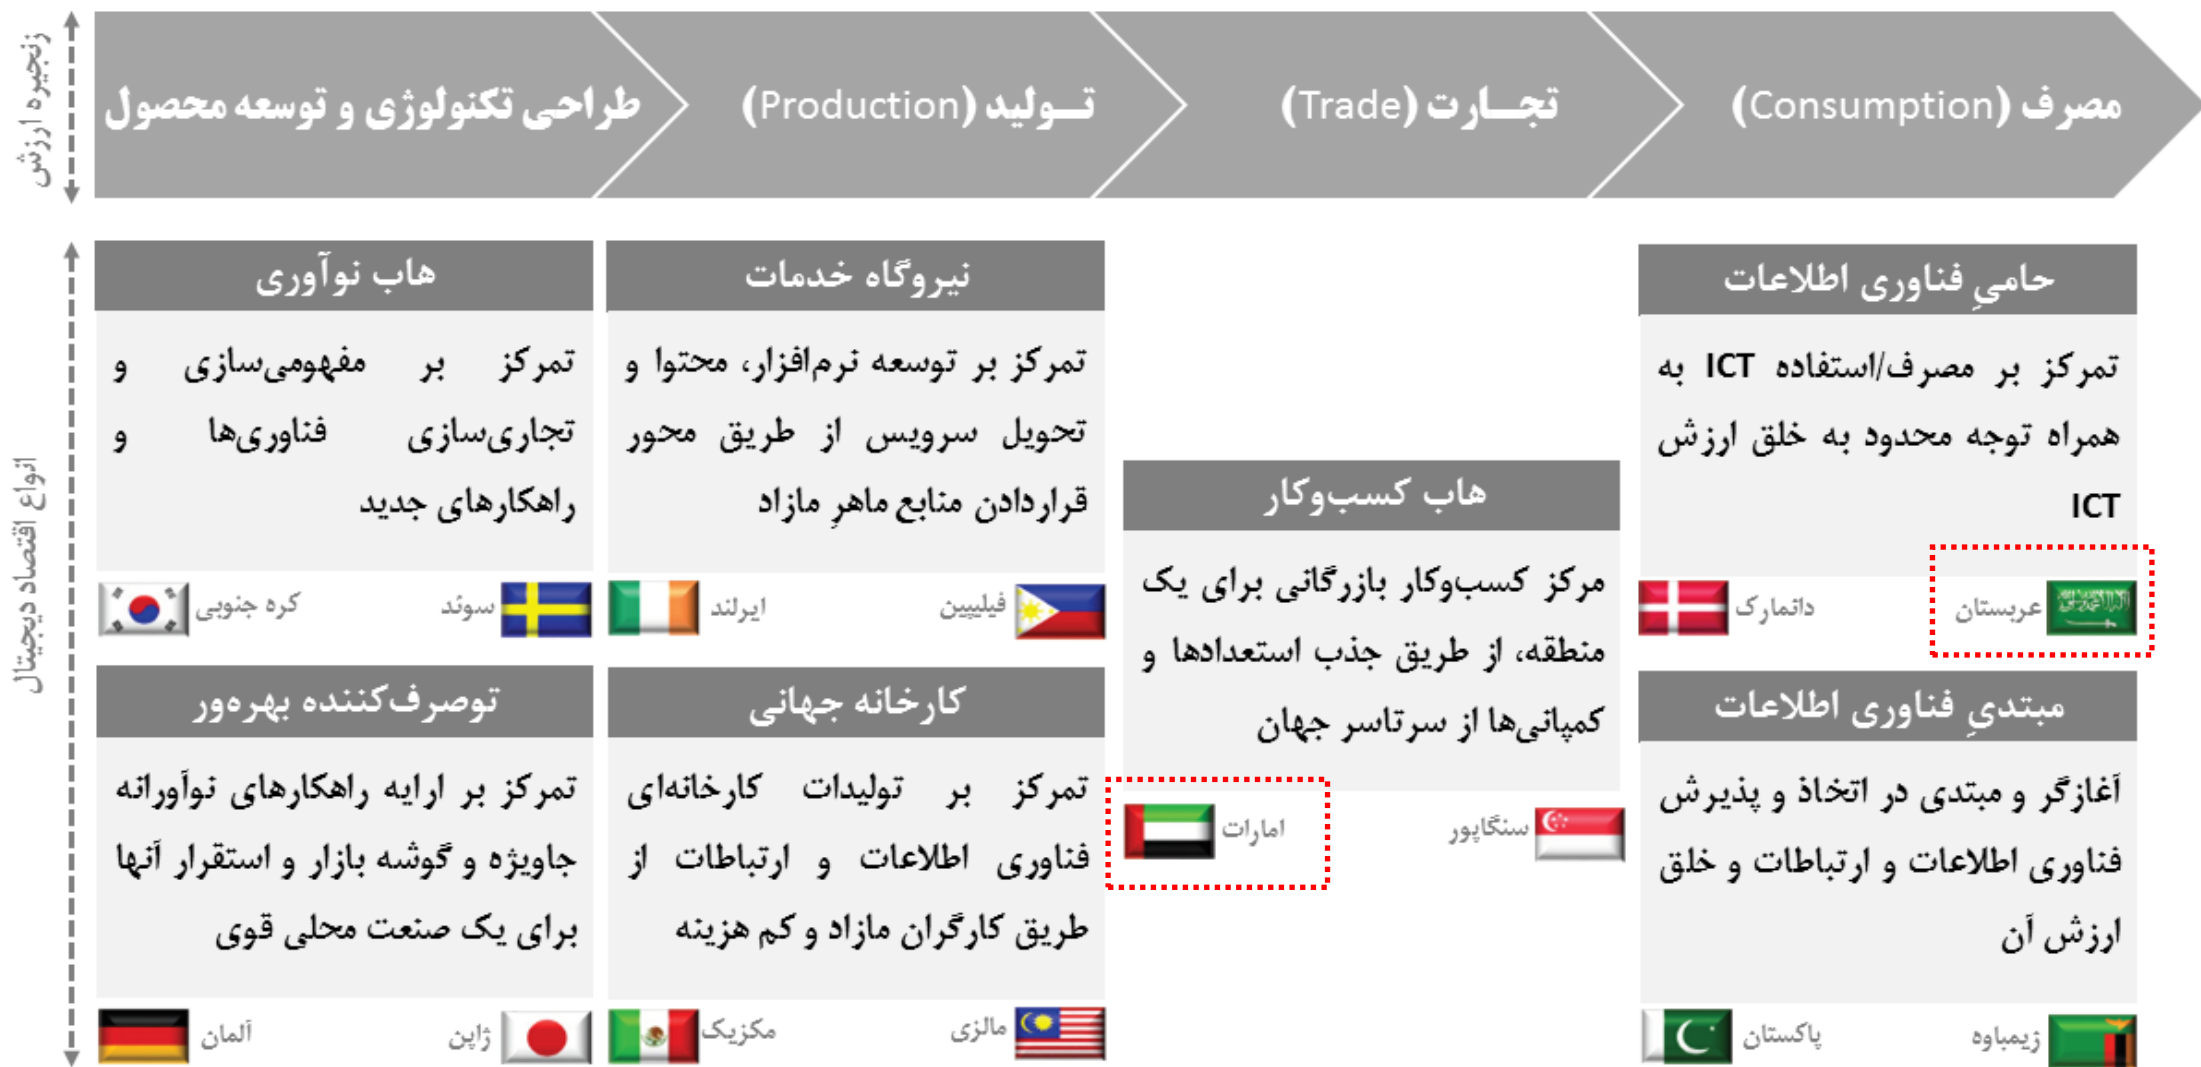 زنجیره ارزش
طراحی تکنولوژی و توسعه محصول
تـــولید (Production)
تجـــارت (Trade)
مصرف (Consumption)
انواع اقتصاد دیجیتال
هاب نوآوری
تمرکز بر مفهومی‌سازی و
تجاری‌سازی فناوری‌ها و
راهکارهای جدید
کره جنوبی
سوئد
توصرف‌کننده بهره‌ور
تمرکز بر ارایه راهکارهای نوآورانه
جاویژه و گوشه بازار و استقرار آنها
برای یک صنعت محلی قوی
آلمان
ژاپن
نیروگاه خدمات
تمرکز بر توسعه نرم‌افزار، محتوا و
تحویل سرویس از طریق محور
قراردادن منابع ماهرِ مازاد
ایرلند
فیلیپین
کارخانه جهانی
تمرکز بر تولیدات کارخانه‌ای
فناوری اطلاعات و ارتباطات از
طریق کارگران مازاد و کم هزینه
مکزیک
مالزی
هاب کسب‌وکار
مرکز کسب‌وکار بازرگانی برای یک
منطقه، از طریق جذب استعدادها و
کمپانی‌ها از سرتاسر جهان
امارات
سنگاپور
حامیِ فناوری اطلاعات
تمرکز بر مصرف/استفاده ICT به
همراه توجه محدود به خلق ارزش
ICT
دانمارک
عربستان
مبتدیِ فناوری اطلاعات
آغازگر و مبتدی در اتخاذ و پذیرش
فناوری اطلاعات و ارتباطات و خلق
ارزش آن
پاکستان
زیمباوه